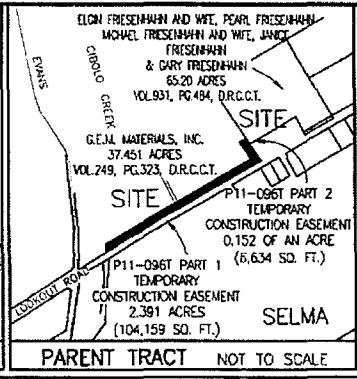 ELGIN FRIESENHAHN AND WIFE, PEARL FRIESENHAHN
MICHAEL FRIESENHAHN AND WIFE, JANICE
FRIESENHAHN
& GARY FRIESENHAHN
65.20 ACRES
VOL.931, PG.484, D.R.C.C.T.
EVANS
CIBOLO CREEK
SITE
G.E.M. MATERIALS, INC.
37.451 ACRES
VOL.249, PG.323, D.R.C.C.T.
SITE
P11-096T PART 2
TEMPORARY
CONSTRUCTION EASEMENT
0.152 OF AN ACRE
(6,634 SQ. FT.)
P11-096T PART 1
TEMPORARY
CONSTRUCTION EASEMENT
2.391 ACRES
(104,159 SQ. FT.)
LOOKOUT ROAD
SELMA
PARENT TRACT NOT TO SCALE